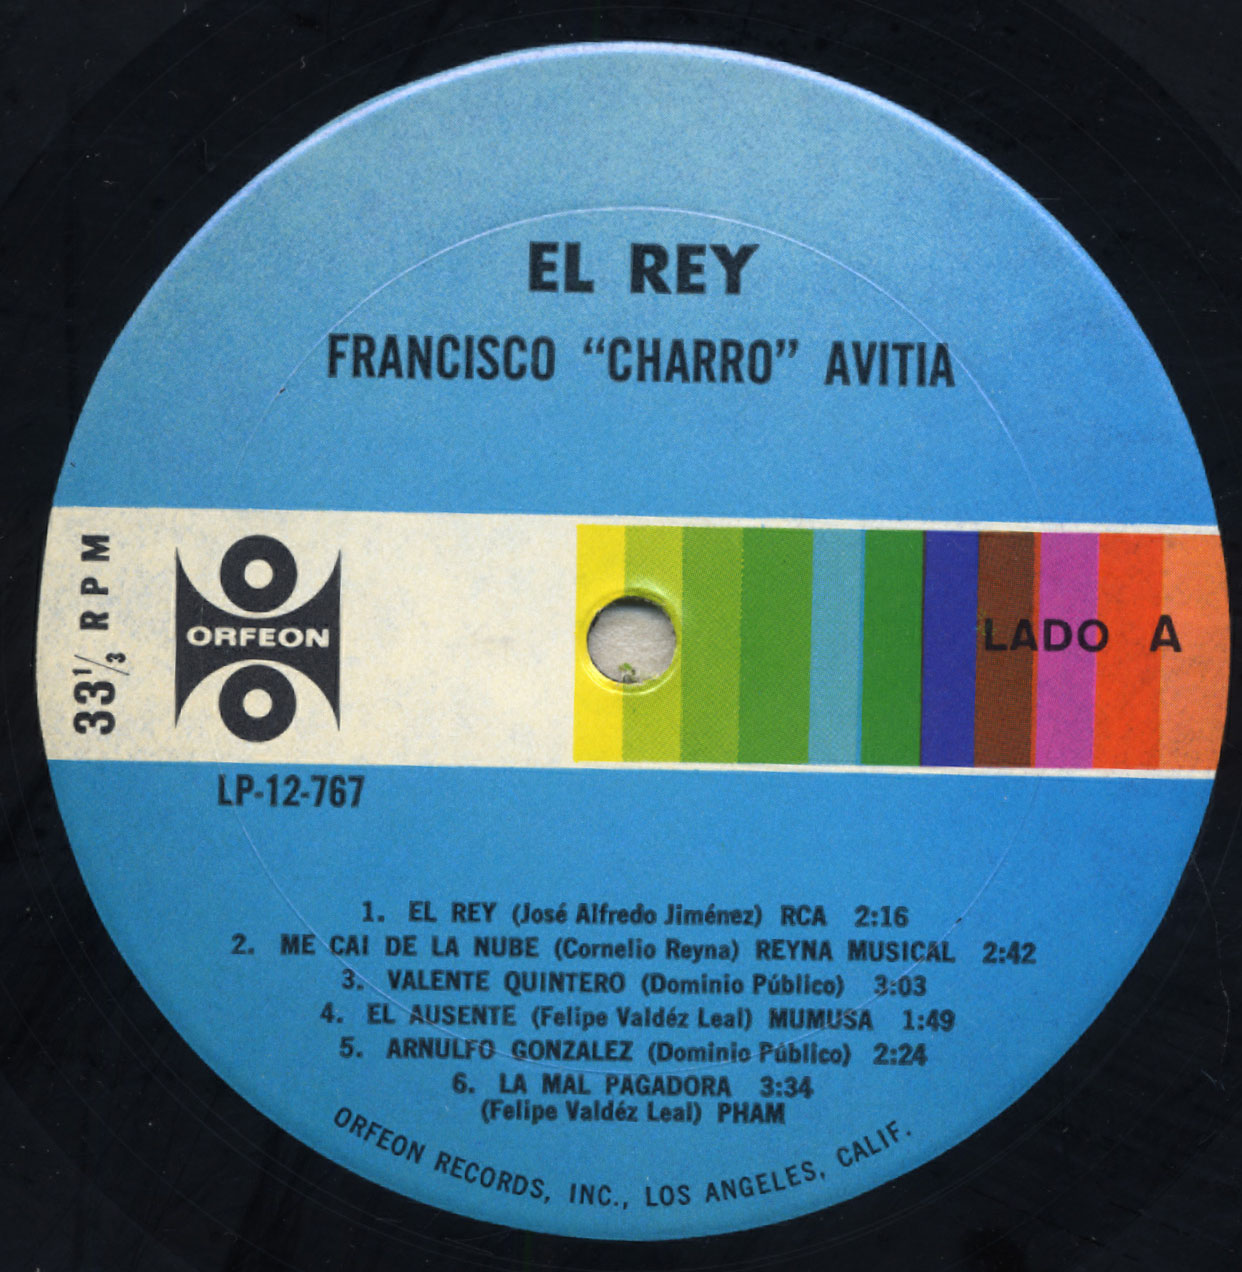 EL REY
FRANCISCO “CHARRO” AVITIA
33 1/3 RPM
ORFEON
LADO A
LP-12-767
1. EL REY (José Alfredo Jiménez) RCA 2:16
2. ME CAI DE LA NUBE (Cornelio Reyna) REYNA MUSICAL 2:42
3. VALENTE QUINTERO (Dominio Público) 3:03
4. EL AUSENTE (Felipe Valdéz Leal) MUMUSA 1:49
5. ARNULFO GONZALEZ (Dominio Público) 2:24
6. LA MAL PAGADORA 3:34
(Felipe Valdéz Leal) PHAM
ORFEON RECORDS, INC., LOS ANGELES, CALIF.